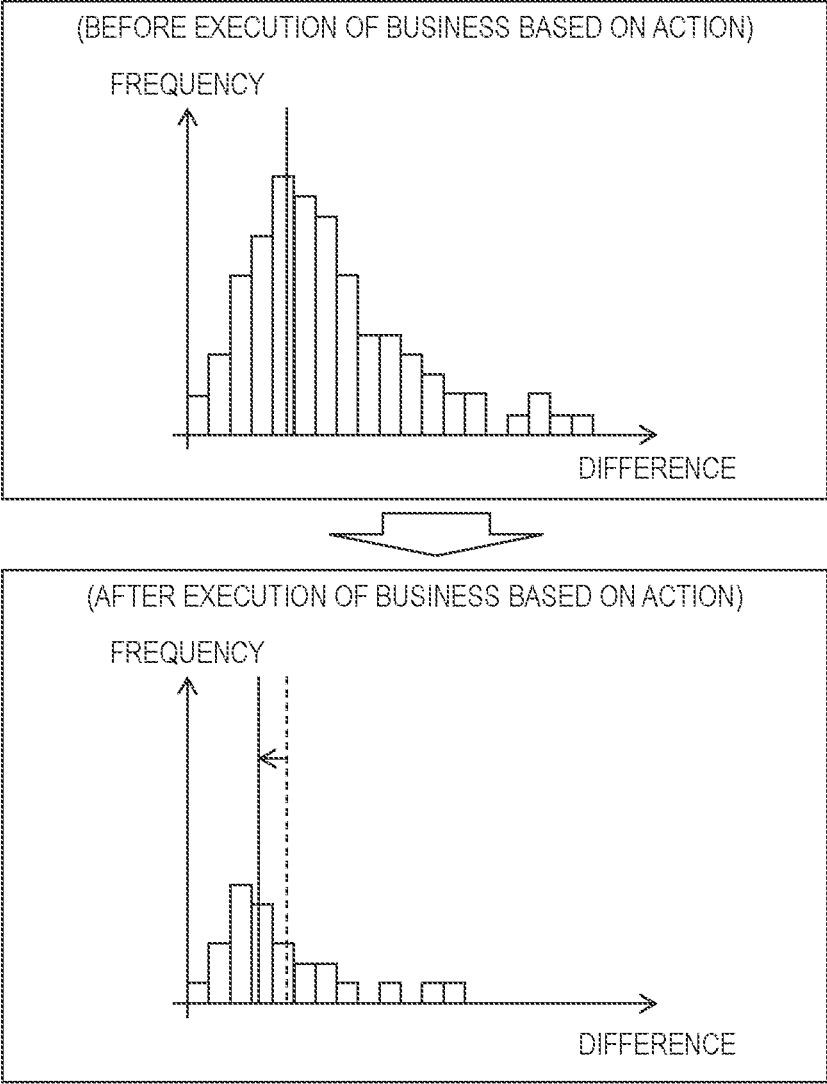 (BEFORE EXECUTION OF BUSINESS BASED ON ACTION)
FREQUENCY
DIFFERENCE
(AFTER EXECUTION OF BUSINESS BASED ON ACTION)
FREQUENCY
DIFFERENCE